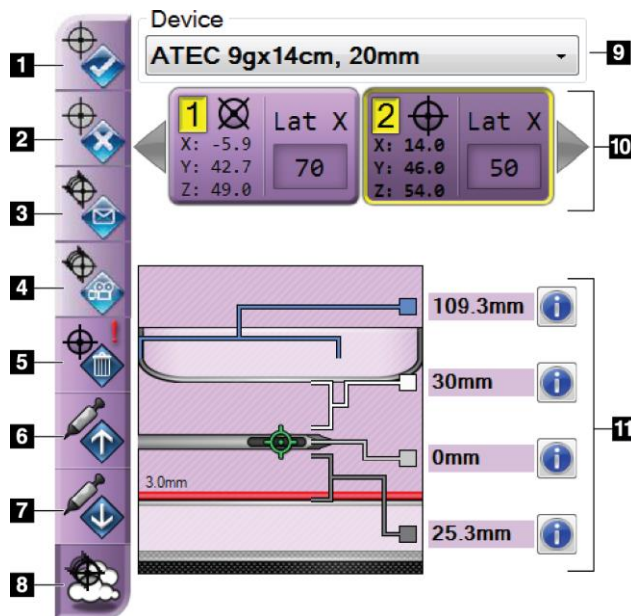 Device
1
ATEC 9gx14cm, 20mm
9
1
Lat X
2
Lat X
2
X: -5.9
X: 14.0
10
Y: 42.7
70
Y: 46.0
50
Z: 49.0
Z: 54.0
3
4
109.3mm
5
!
30mm
6
11
0mm
7
3.0mm
25.3mm
8